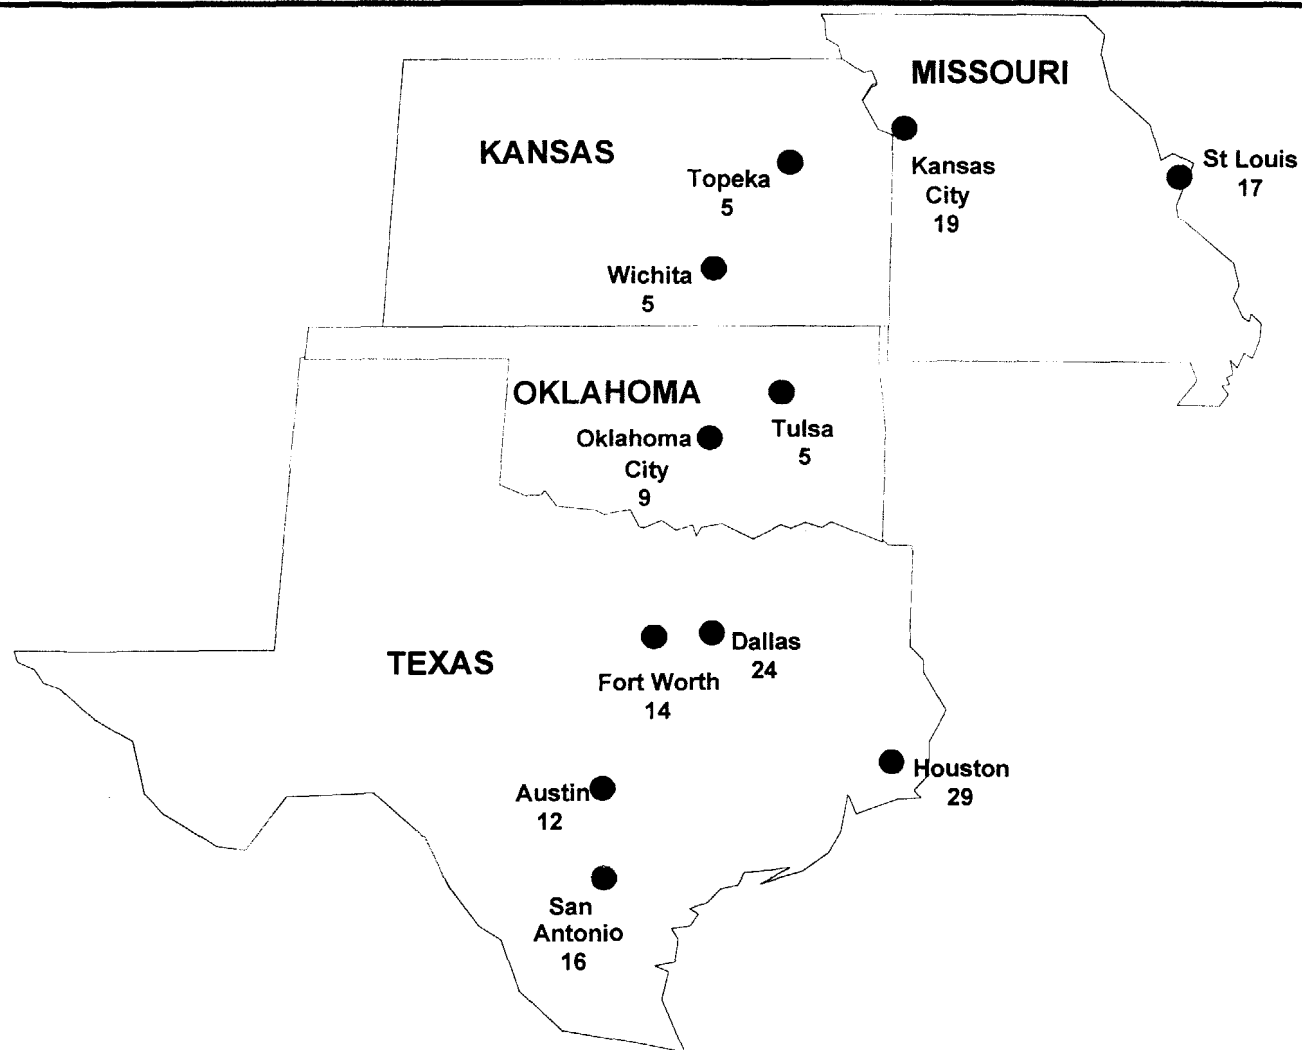 MISSOURI
KANSAS
Topeka
5
Kansas
City
19
St Louis
17
Wichita
5
OKLAHOMA
Oklahoma
City
9
Tulsa
5
TEXAS
Dallas
24
Fort Worth
14
Houston
29
Austin
12
San
Antonio
16